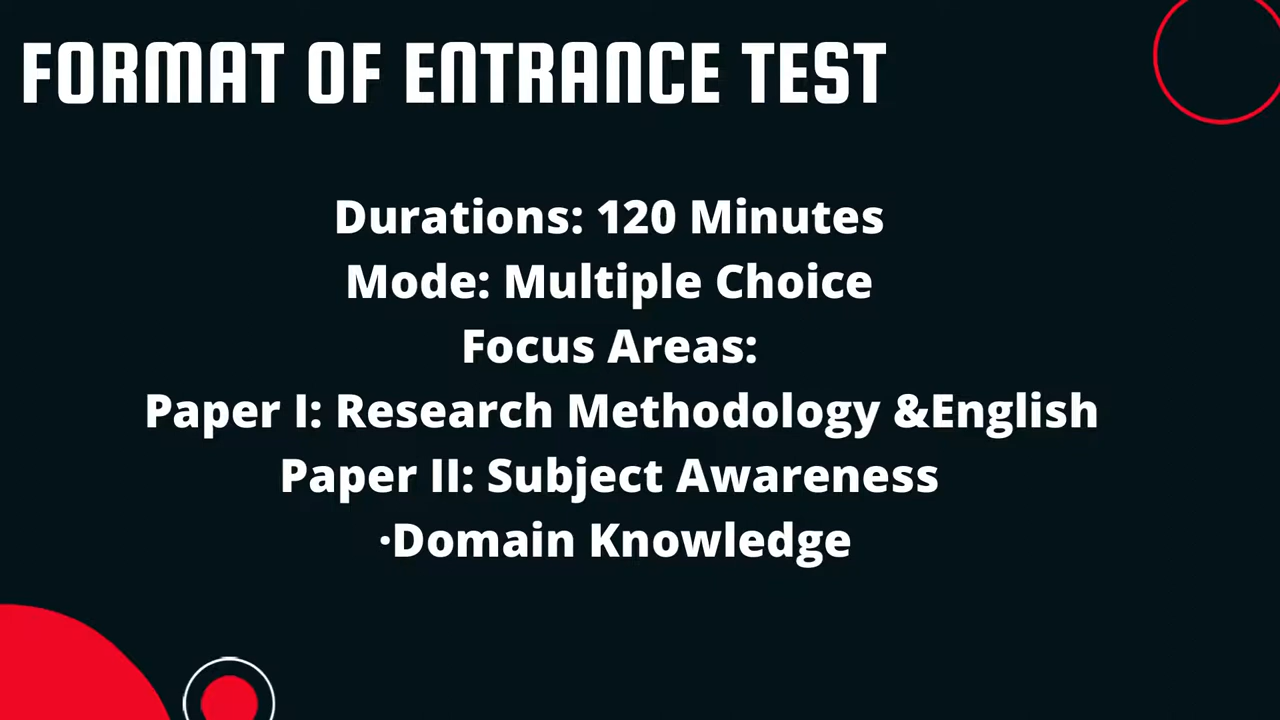 FORMAT OF ENTRANCE TEST
Durations: 120 Minutes
Mode: Multiple Choice
Focus Areas:
Paper I: Research Methodology &English
Paper II: Subject Awareness
·Domain Knowledge